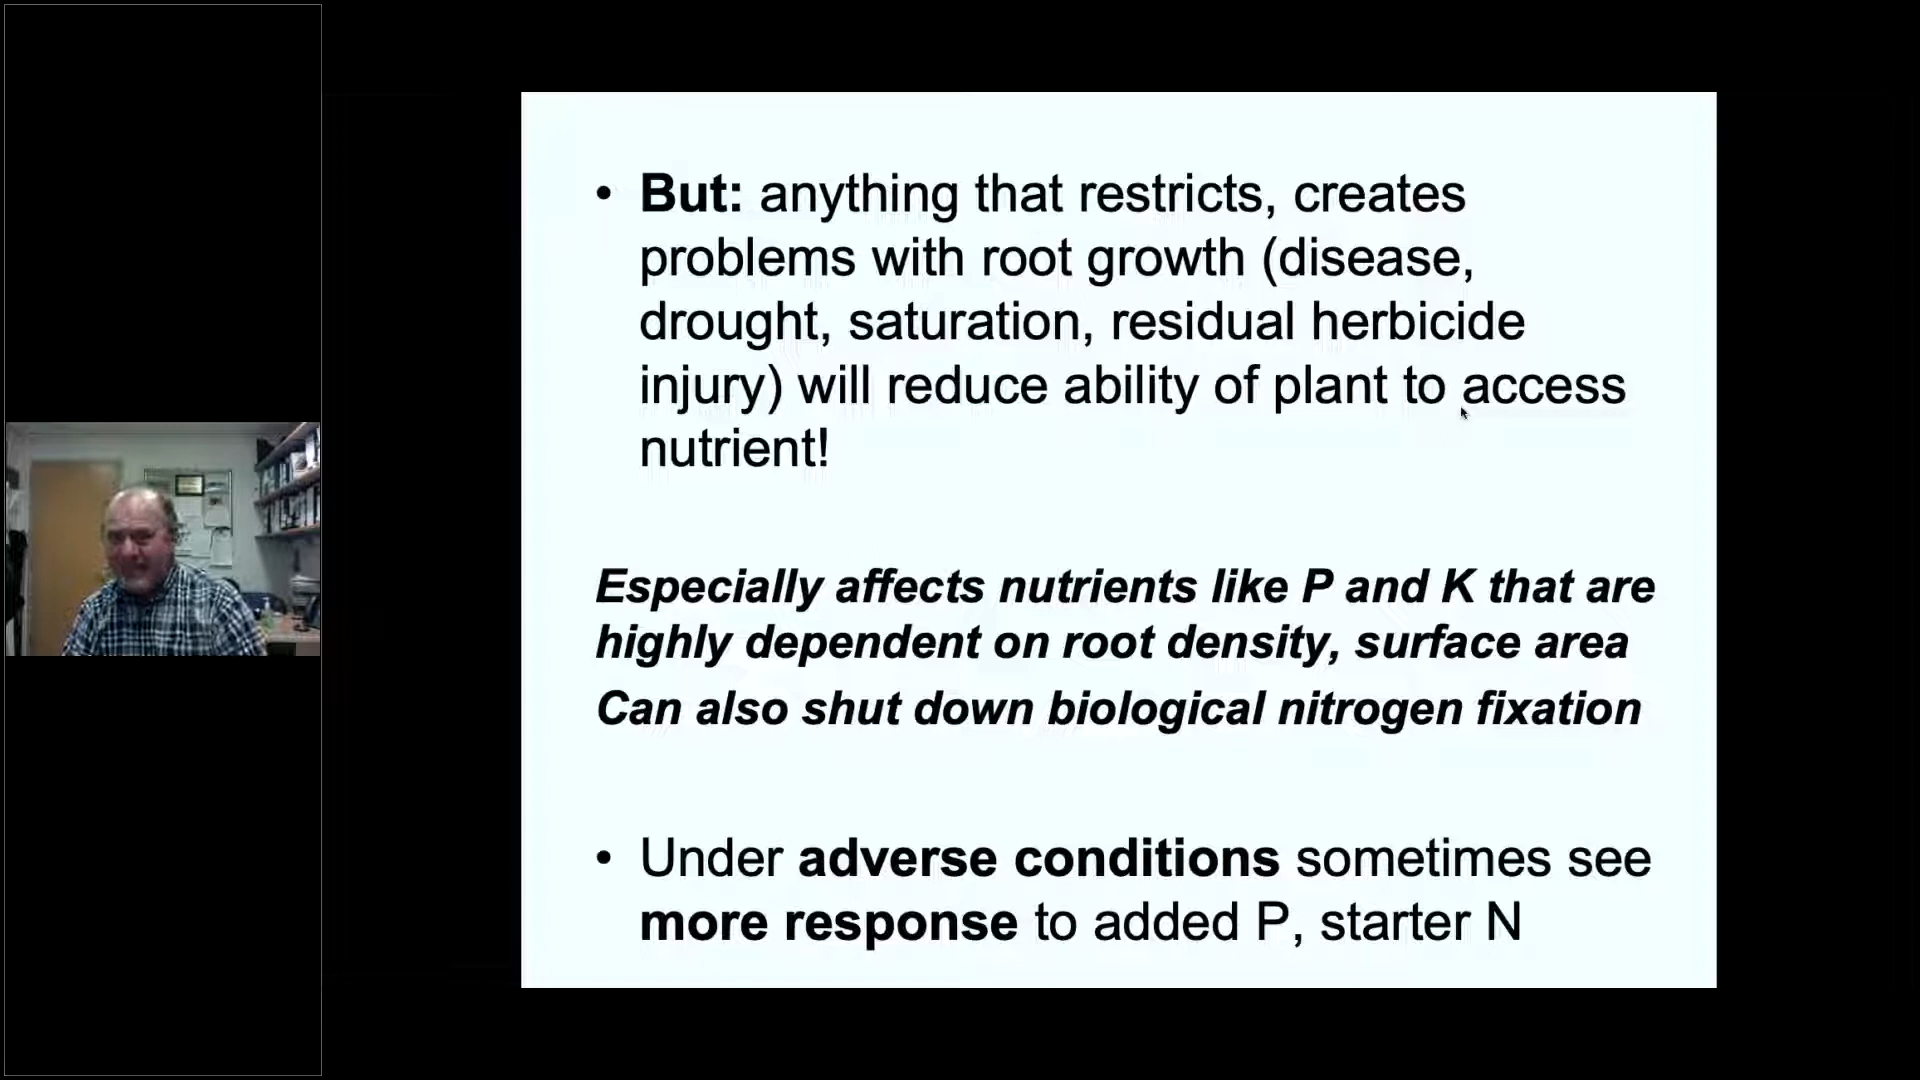 • But: anything that restricts, creates
problems with root growth (disease,
drought, saturation, residual herbicide
injury) will reduce ability of plant to access
nutrient!
Especially affects nutrients like P and K that are
highly dependent on root density, surface area
Can also shut down biological nitrogen fixation
• Under adverse conditions sometimes see
more response to added P, starter N